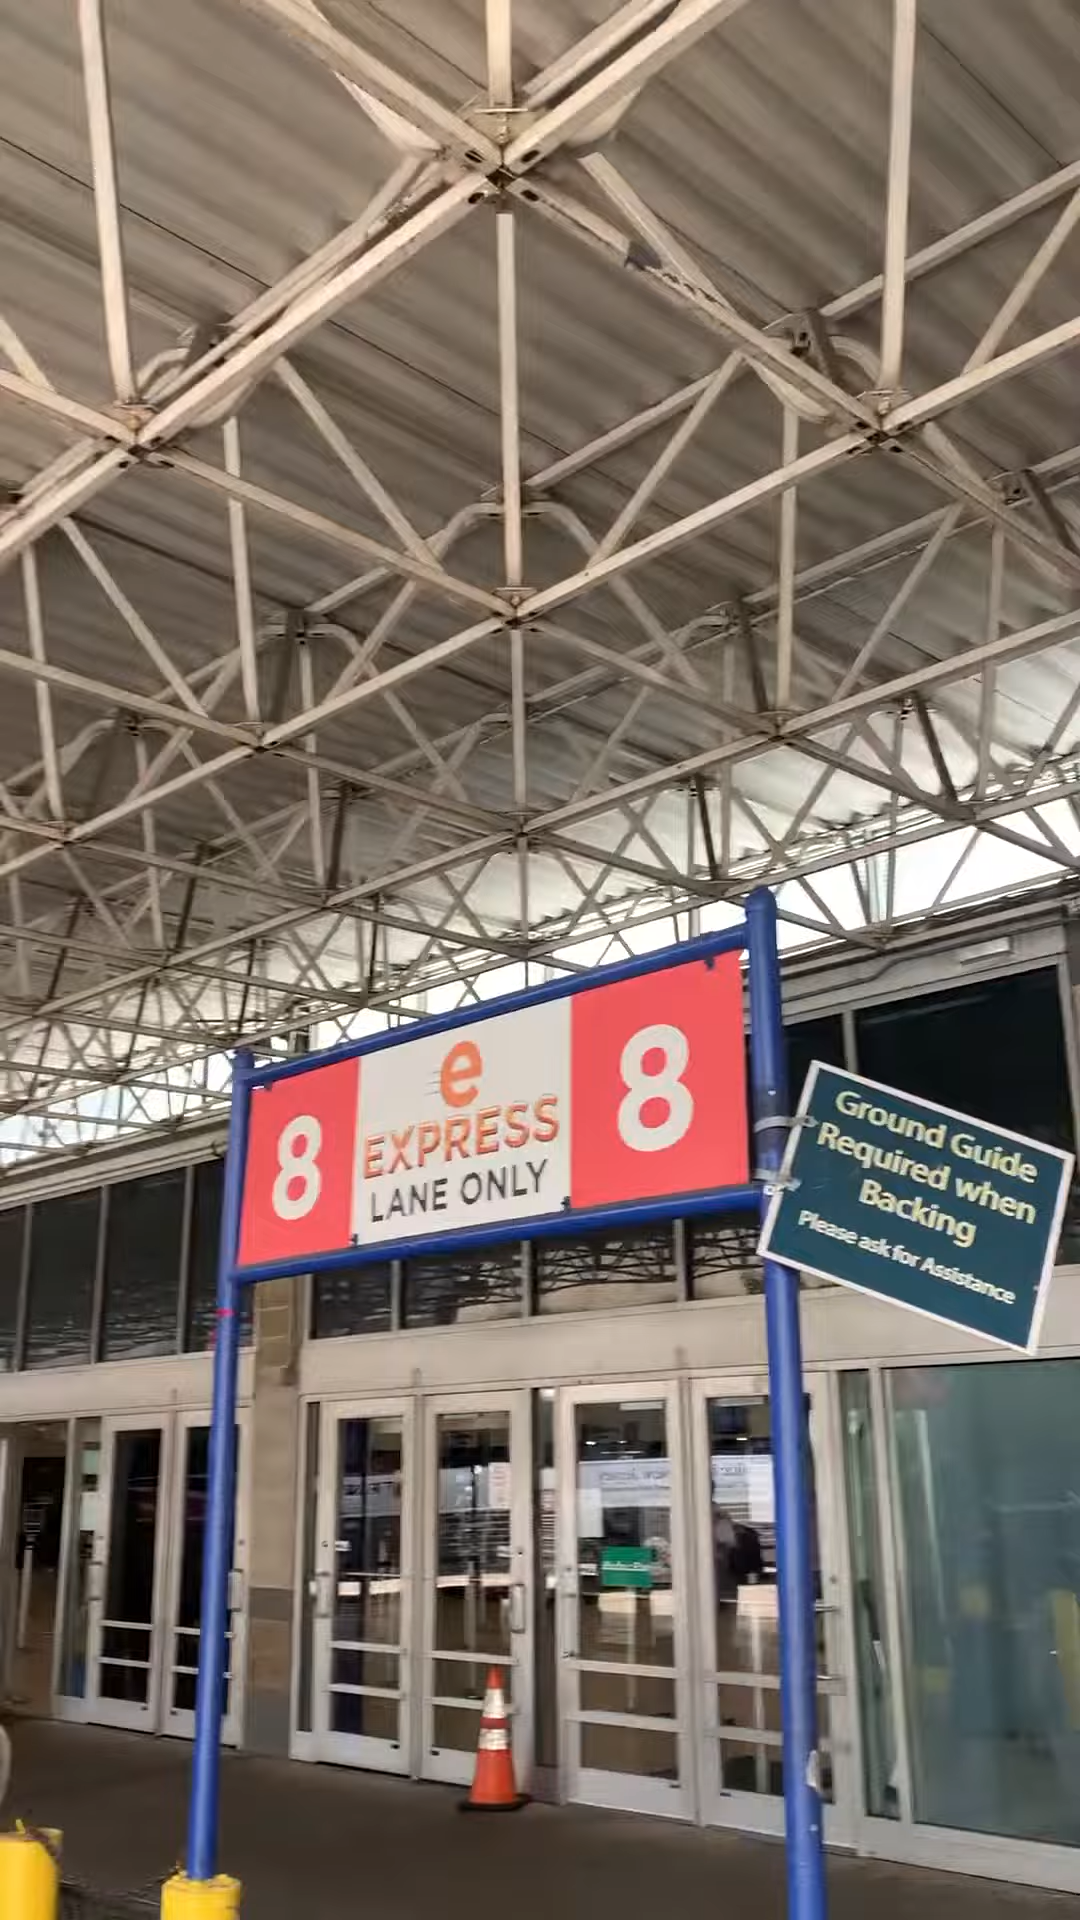 8
e
EXPRESS
LANE ONLY
8
Ground Guide
Required when
Backing
Please ask for Assistance